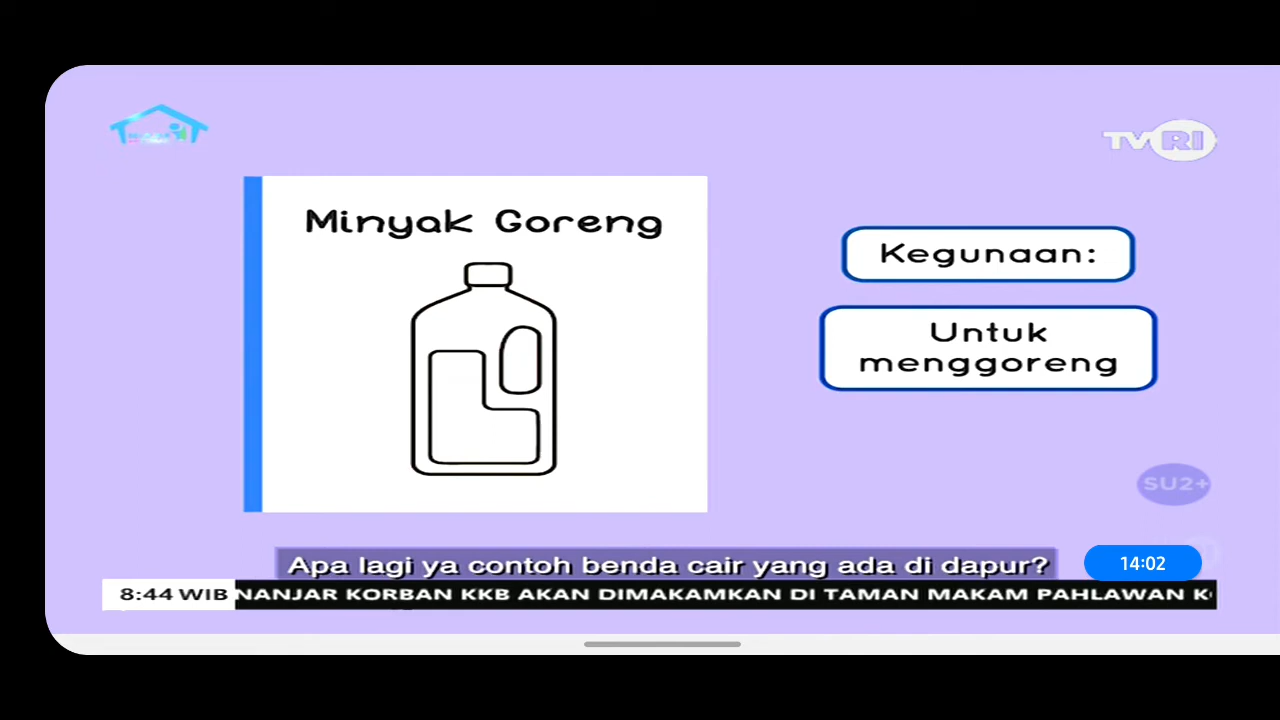 TVRI
Minyak Goreng
Kegunaan:
Untuk
menggoreng
SU2+
Apa lagi ya contoh benda cair yang ada di dapur?
14:02
8:44 WIB
NANJAR KORBAN KKB AKAN DIMAKAMKAN DI TAMAN MAKAM PAHLAWAN